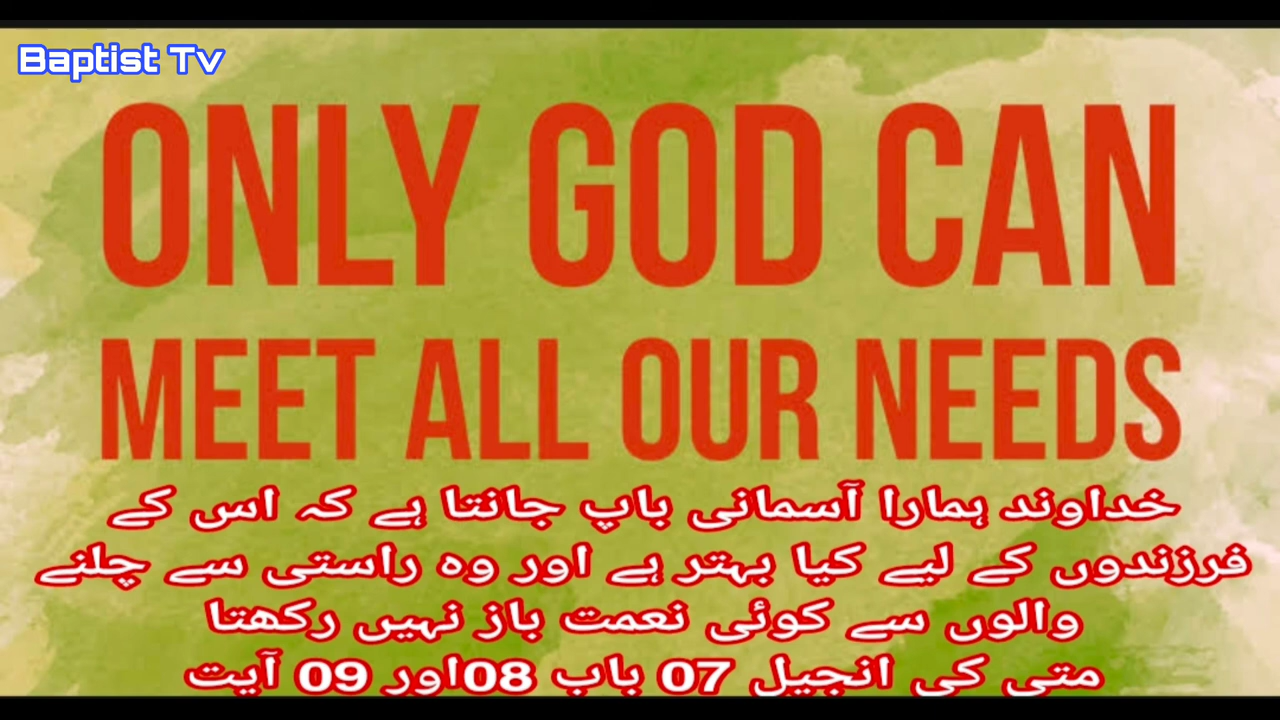 Baptist Tv
ONLY GOD CAN
MEET ALL OUR NEEDS
خداوند ہمارا آسمانی باپ جانتا ہے کہ اس کے
فرزندوں کے لیے کیا بہتر ہے اور وہ راستی سے چلنے
والوں سے کوئی نعمت باز نہیں رکھتا
متی کی انجیل 07 باب 08اور 09 آیت